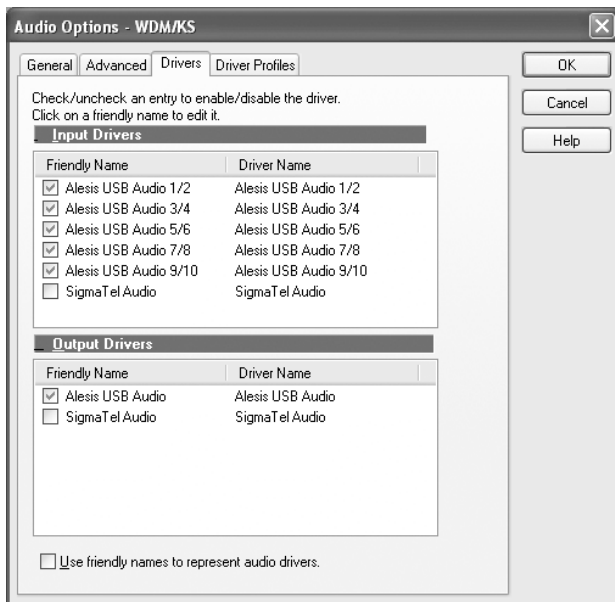 Audio Options - WDM/KS
General Advanced Drivers Driver Profiles
OK
Cancel
Help
Check/uncheck an entry to enable/disable the driver.
Click on a friendly name to edit it.
Input Drivers
Friendly Name Driver Name
Alesis USB Audio 1/2 Alesis USB Audio 1/2
Alesis USB Audio 3/4 Alesis USB Audio 3/4
Alesis USB Audio 5/6 Alesis USB Audio 5/6
Alesis USB Audio 7/8 Alesis USB Audio 7/8
Alesis USB Audio 9/10 Alesis USB Audio 9/10
SigmaTel Audio SigmaTel Audio
Output Drivers
Friendly Name Driver Name
Alesis USB Audio Alesis USB Audio
SigmaTel Audio SigmaTel Audio
Use friendly names to represent audio drivers.